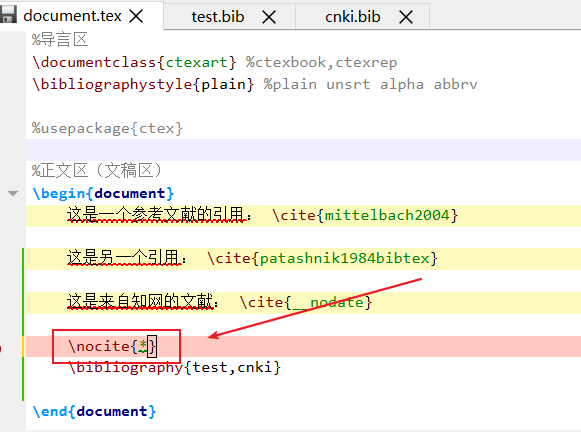 document.tex
test.bib
cnki.bib
%导言区
\documentclass{ctexart} %ctexbook,ctexrep
\bibliographystyle{plain} %plain unsrt alpha abbrv
%usepackage{ctex}
%正文区（文稿区）
\begin{document}
这是一个参考文献的引用： \cite{mittelbach2004}
这是另一个引用： \cite{patashnik1984bibtex}
这是来自知网的文献： \cite{__nodate}
\nocite{*}
\bibliography{test,cnki}
\end{document}